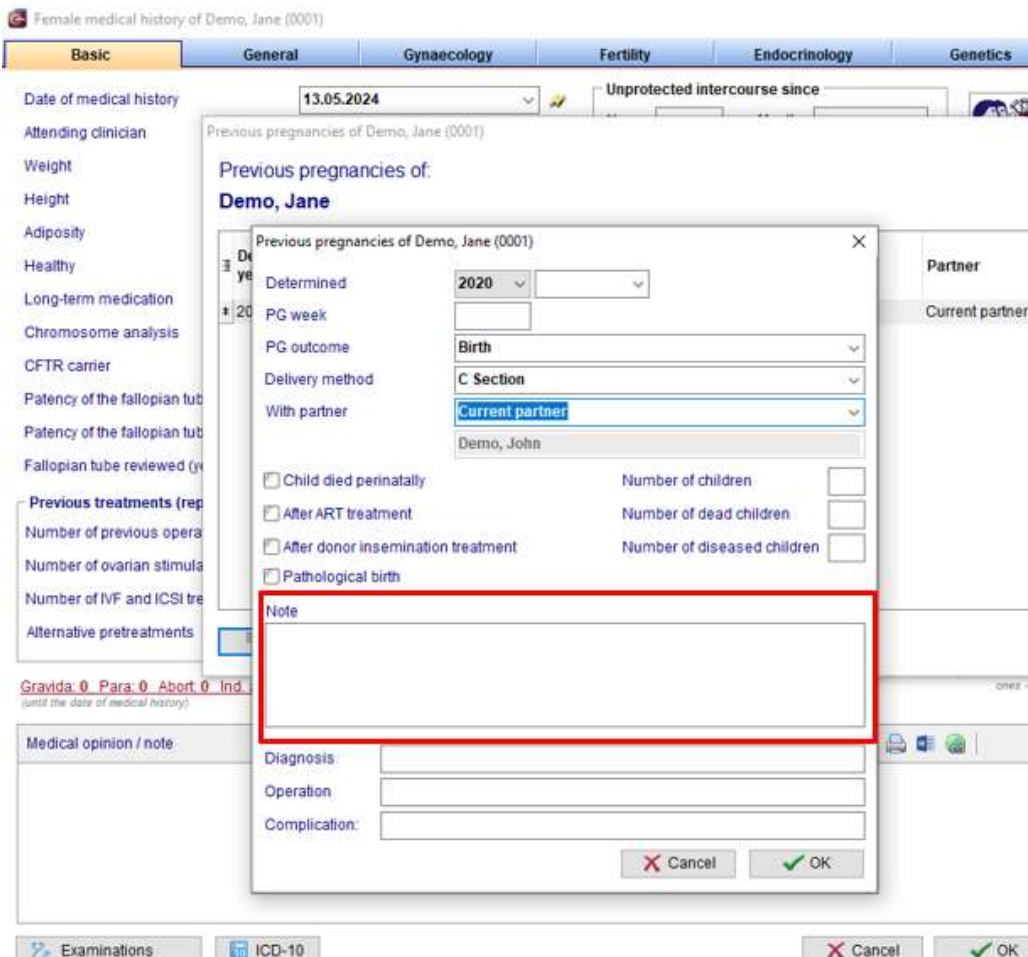 Female medical history of Demo, Jane (0001)
Basic General Gynaecology Fertility Endocrinology Genetics
Date of medical history 13.05.2024 Unprotected intercourse since
Attending clinician
Previous pregnancies of Demo, Jane (0001)
Weight
Previous pregnancies of:
Height
Demo, Jane
Adiposity
Previous pregnancies of Demo, Jane (0001)
Healthy
Partner
Determined 2020
Long-term medication
20
Current partner
PG week
Chromosome analysis
PG outcome Birth
CFTR carrier
Delivery method C Section
Patency of the fallopian tub
With partner Current partner
Patency of the fallopian tub
Demo, John
Fallopian tube reviewed (y
Child died perinatally Number of children
Previous treatments (rep
After ART treatment Number of dead children
Number of previous opera
After donor insemination treatment Number of diseased children
Number of ovarian stimula
Pathological birth
Number of IVF and ICSI tre
Note
Alternative pretreatments
Gravida: 0 Para: 0 Abort: 0 Ind.
(until the date of medical history)
Medical opinion / note
Diagnosis
Operation
Complication:
Cancel OK
Examinations ICD-10 Cancel OK